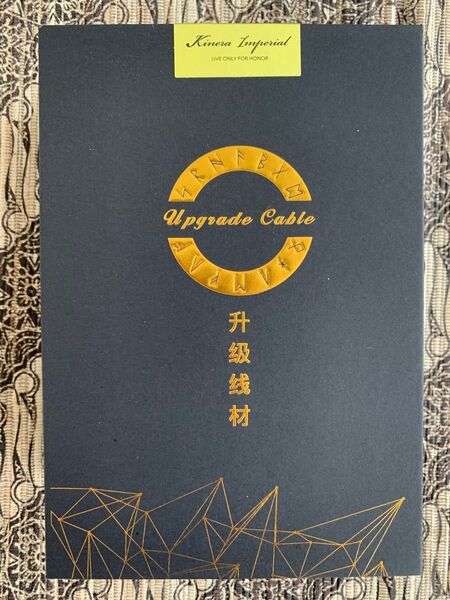 Kinera Imperial
LIVE ONLY FOR HONOR
Upgrade Cable
升级线材